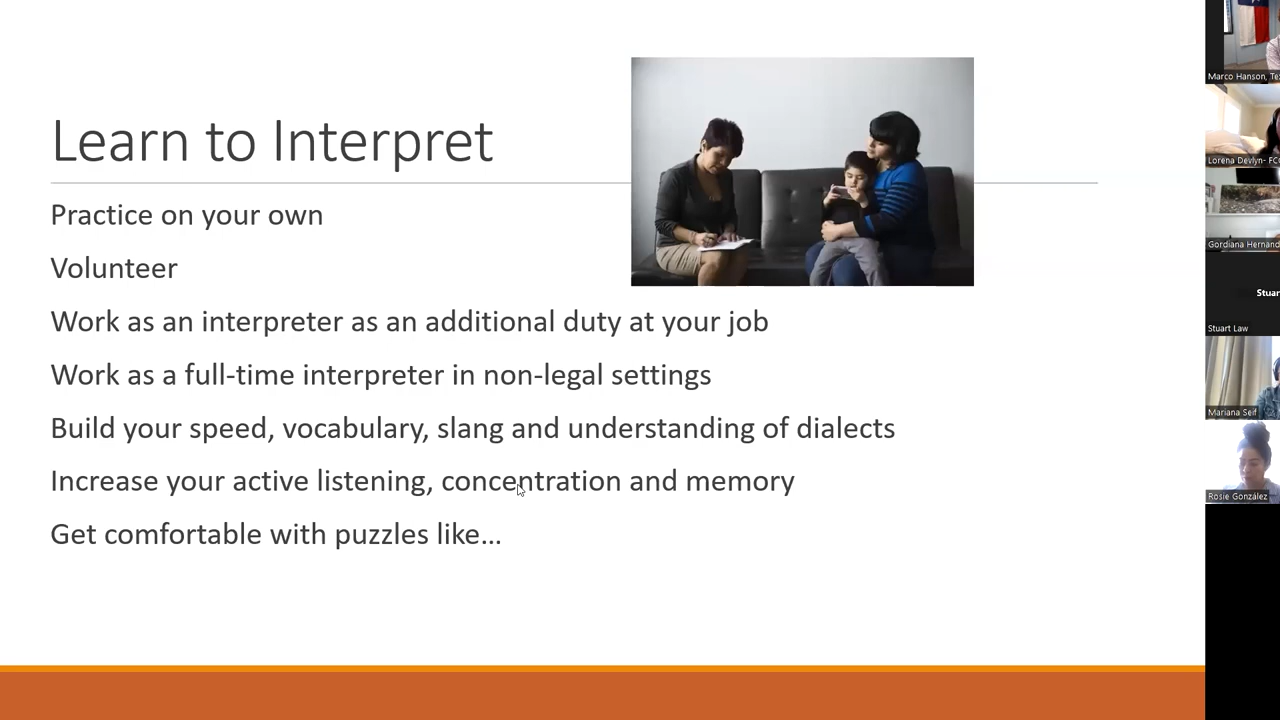 Learn to Interpret
Practice on your own
Volunteer
Work as an interpreter as an additional duty at your job
Work as a full-time interpreter in non-legal settings
Build your speed, vocabulary, slang and understanding of dialects
Increase your active listening, concentration and memory
Get comfortable with puzzles like...
Marco Hanson, Te
Lorena Devlyn- FC
Gordiana Hernand
Stuar
Stuart Law
Mariana Seif
Rosie González